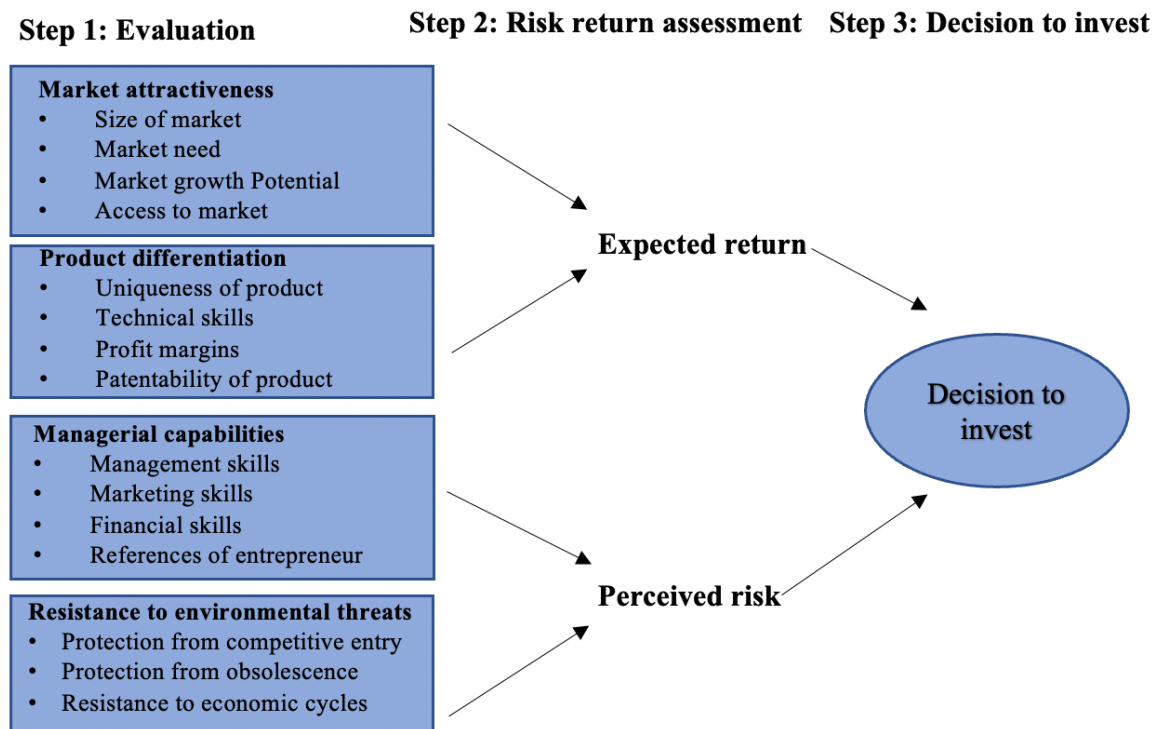 Step 1: Evaluation
Step 2: Risk return assessment
Step 3: Decision to invest
Market attractiveness
• Size of market
• Market need
• Market growth Potential
• Access to market
Product differentiation
• Uniqueness of product
• Technical skills
• Profit margins
• Patentability of product
Managerial capabilities
• Management skills
• Marketing skills
• Financial skills
• References of entrepreneur
Resistance to environmental threats
• Protection from competitive entry
• Protection from obsolescence
• Resistance to economic cycles
Expected return
Perceived risk
Decision to
invest